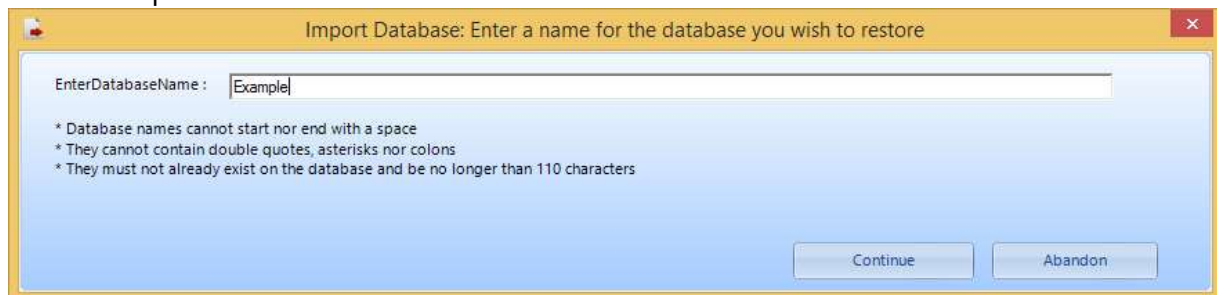 Import Database: Enter a name for the database you wish to restore
EnterDatabaseName : Example
* Database names cannot start nor end with a space
* They cannot contain double quotes, asterisks nor colons
* They must not already exist on the database and be no longer than 110 characters
Continue Abandon